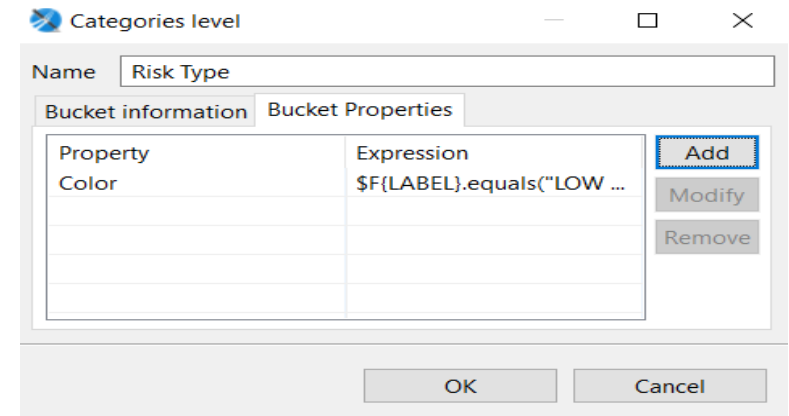 Categories level
Name Risk Type
Bucket information Bucket Properties
Property Expression Add
Color $F{LABEL}.equals("LOW ...
Modify
Remove
OK Cancel